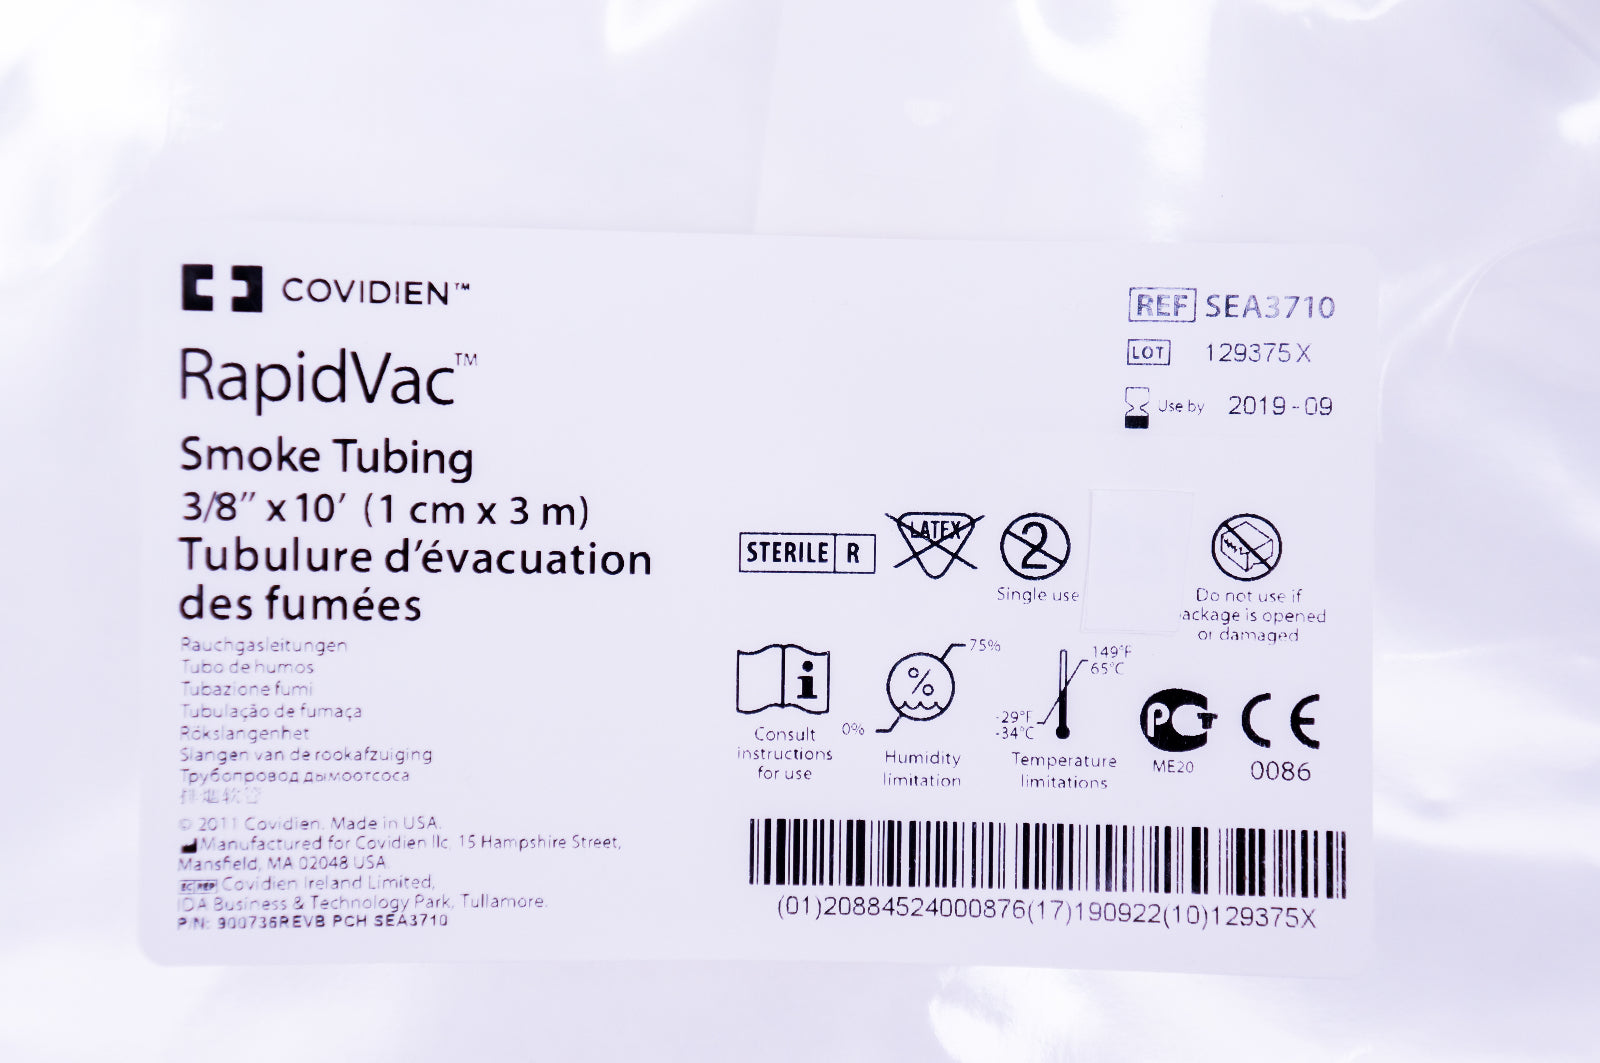 COVIDIEN™
RapidVac™
Smoke Tubing
3/8" x 10' (1 cm x 3 m)
Tubulure d'évacuation
des fumées
Rauchgasleitungen
Tubo de humos
Tubazione fumi
Tubulação de fumaça
Rökslangenhet
Slangen van de rookafzuiging
Трубопровод дымоотсоса
© 2011 Covidien. Made in USA.
Manufactured for Covidien llc, 15 Hampshire Street,
Mansfield, MA 02048 USA.
EC REP Covidien Ireland Limited,
IDA Business & Technology Park, Tullamore.
P/N: 900736REVB PCH SEA3710
REF SEA3710
LOT 129375X
Use by 2019-09
STERILE R
LATEX
2
Single use
Do not use if
ackage is opened
or damaged
i
Consult
instructions
for use
%
75%
0%
Humidity
limitation
149°F
65°C
-29°F
-34°C
Temperature
limitations
РСТ
ME20
CE
0086
(01)20884524000876(17)190922(10)129375X